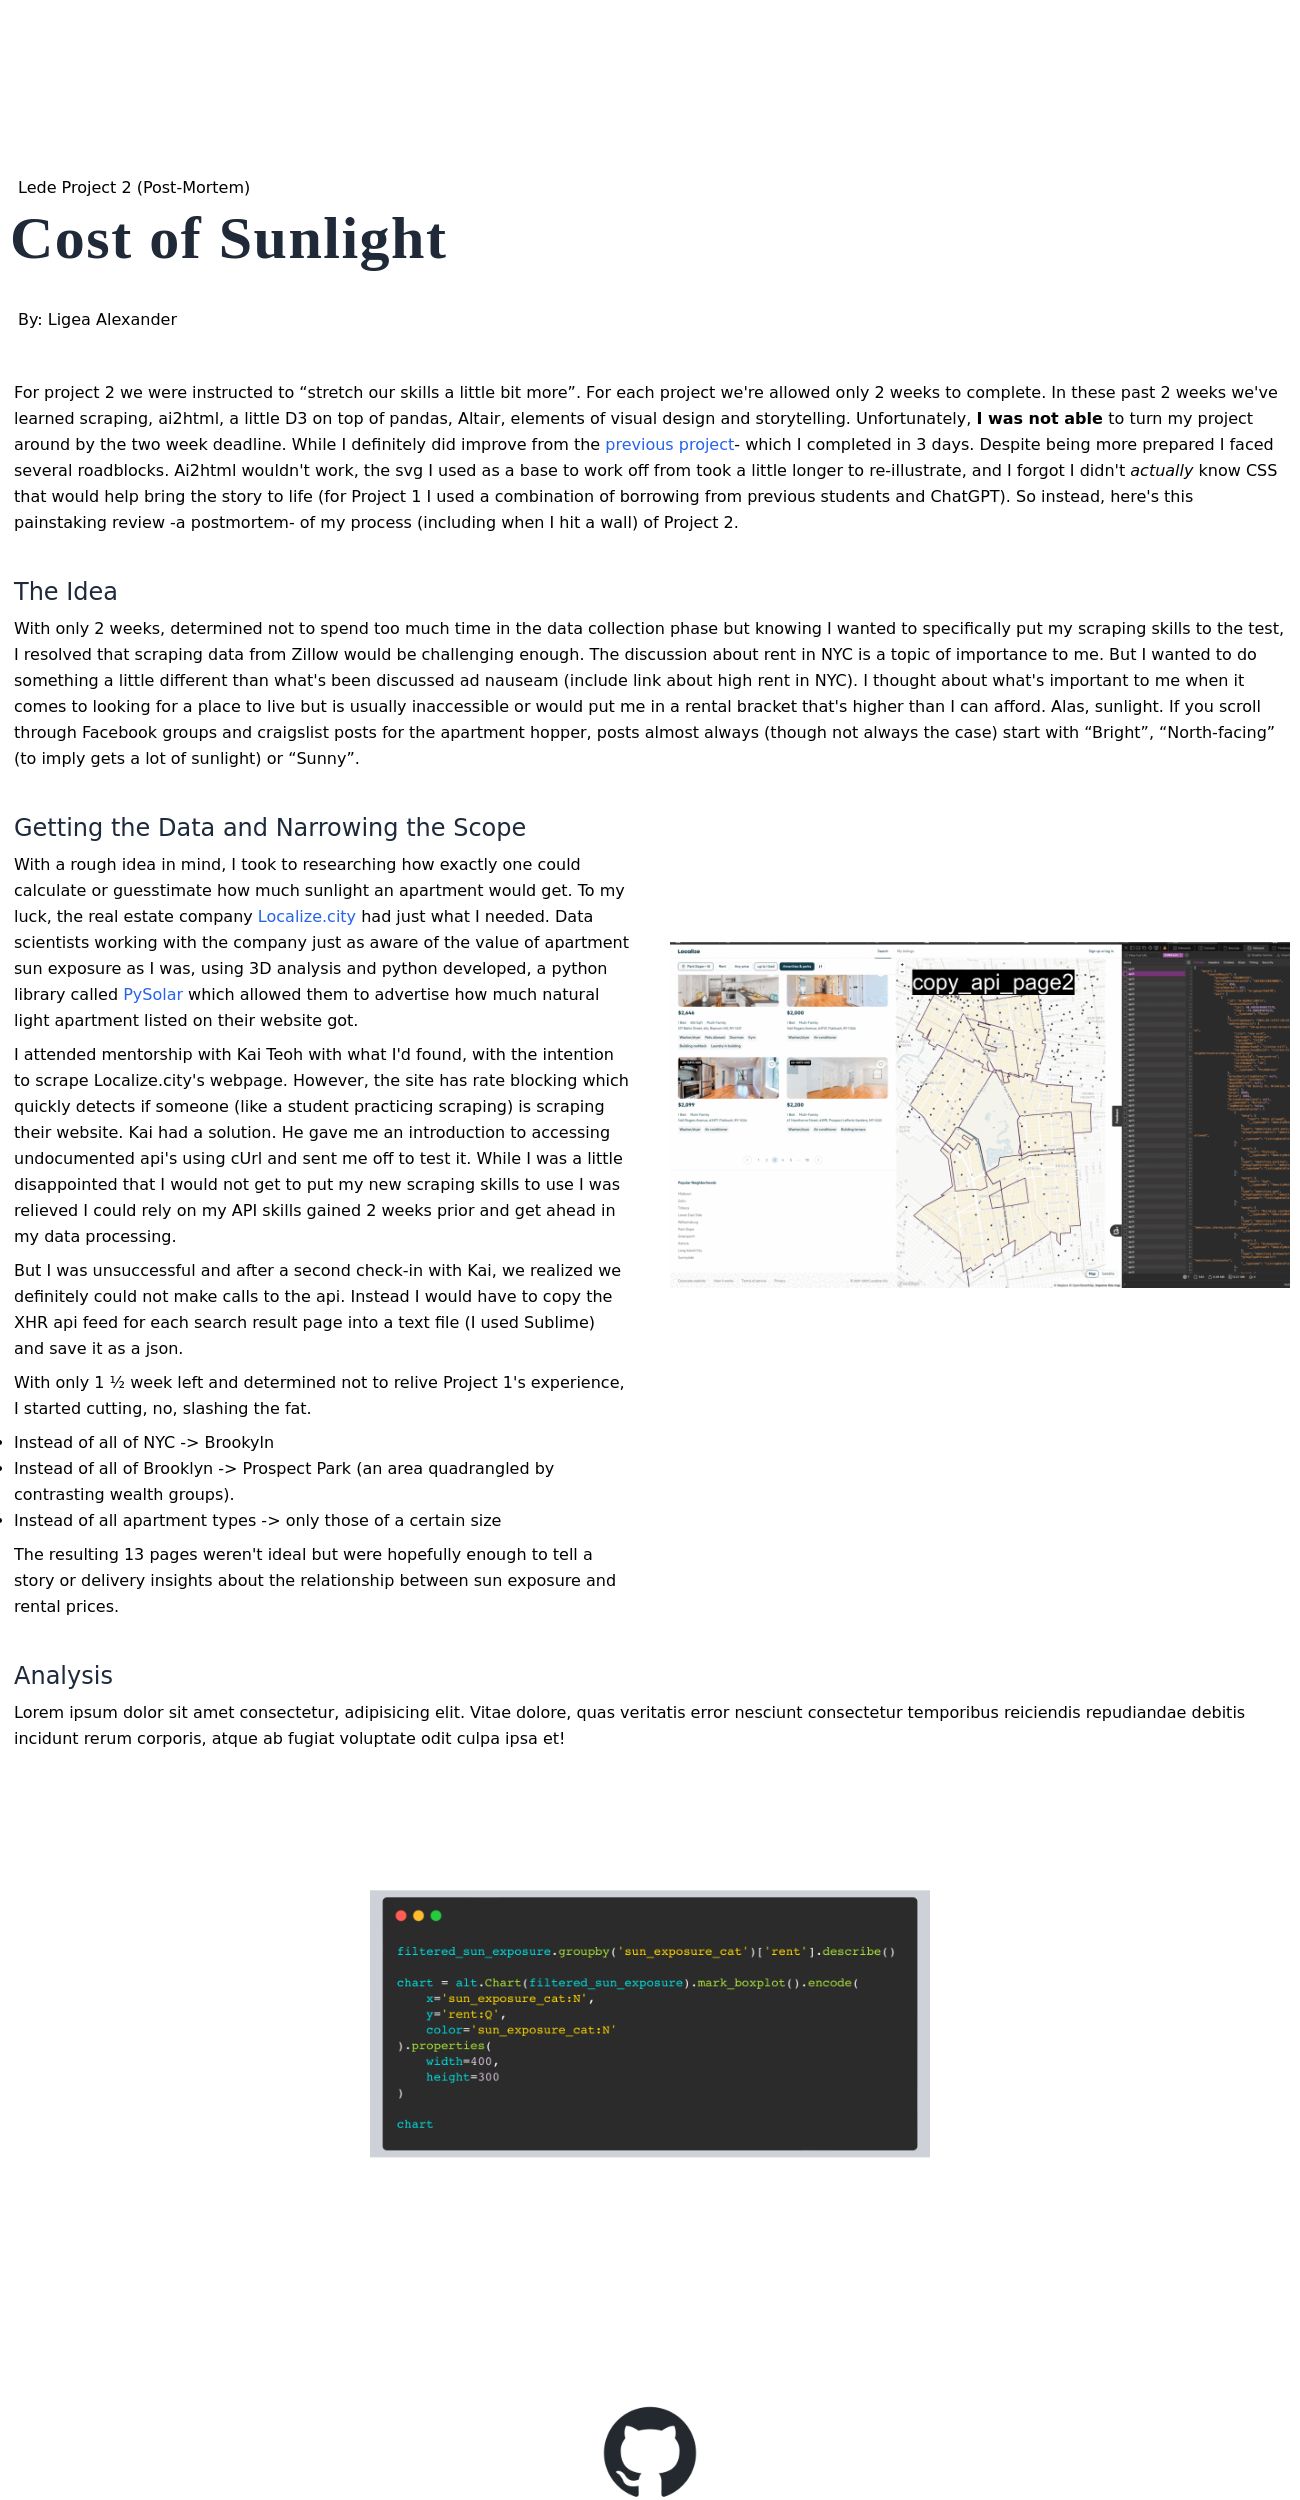 Lede Project 2 (Post-Mortem)
Cost of Sunlight
By: Ligea Alexander
For project 2 we were instructed to “stretch our skills a little bit more”. For each project we're allowed only 2 weeks to complete. In these past 2 weeks we've
learned scraping, ai2html, a little D3 on top of pandas, Altair, elements of visual design and storytelling. Unfortunately, I was not able to turn my project
around by the two week deadline. While I definitely did improve from the previous project- which I completed in 3 days. Despite being more prepared I faced
several roadblocks. Ai2html wouldn't work, the svg I used as a base to work off from took a little longer to re-illustrate, and I forgot I didn't actually know CSS
that would help bring the story to life (for Project 1 I used a combination of borrowing from previous students and ChatGPT). So instead, here's this
painstaking review -a postmortem- of my process (including when I hit a wall) of Project 2.
The Idea
With only 2 weeks, determined not to spend too much time in the data collection phase but knowing I wanted to specifically put my scraping skills to the test,
I resolved that scraping data from Zillow would be challenging enough. The discussion about rent in NYC is a topic of importance to me. But I wanted to do
something a little different than what's been discussed ad nauseam (include link about high rent in NYC). I thought about what's important to me when it
comes to looking for a place to live but is usually inaccessible or would put me in a rental bracket that's higher than I can afford. Alas, sunlight. If you scroll
through Facebook groups and craigslist posts for the apartment hopper, posts almost always (though not always the case) start with “Bright”, “North-facing”
(to imply gets a lot of sunlight) or “Sunny”.
Getting the Data and Narrowing the Scope
With a rough idea in mind, I took to researching how exactly one could
calculate or guesstimate how much sunlight an apartment would get. To my
luck, the real estate company Localize.city had just what I needed. Data
scientists working with the company just as aware of the value of apartment
sun exposure as I was, using 3D analysis and python developed, a python
library called PySolar which allowed them to advertise how much natural
light apartment listed on their website got.
I attended mentorship with Kai Teoh with what I'd found, with the intention
to scrape Localize.city's webpage. However, the site has rate blocking which
quickly detects if someone (like a student practicing scraping) is scraping
their website. Kai had a solution. He gave me an introduction to accessing
undocumented api's using cUrl and sent me off to test it. While I was a little
disappointed that I would not get to put my new scraping skills to use I was
relieved I could rely on my API skills gained 2 weeks prior and get ahead in
my data processing.
But I was unsuccessful and after a second check-in with Kai, we realized we
definitely could not make calls to the api. Instead I would have to copy the
XHR api feed for each search result page into a text file (I used Sublime)
and save it as a json.
With only 1 ½ week left and determined not to relive Project 1's experience,
I started cutting, no, slashing the fat.
Instead of all of NYC -> Brookyln
Instead of all of Brooklyn -> Prospect Park (an area quadrangled by
contrasting wealth groups).
Instead of all apartment types -> only those of a certain size
The resulting 13 pages weren't ideal but were hopefully enough to tell a
story or delivery insights about the relationship between sun exposure and
rental prices.
Localize
copy_api_page2
$2,646
$2,000
$2,099
$2,200
Popular Neighborhoods
Analysis
Lorem ipsum dolor sit amet consectetur, adipisicing elit. Vitae dolore, quas veritatis error nesciunt consectetur temporibus reiciendis repudiandae debitis
incidunt rerum corporis, atque ab fugiat voluptate odit culpa ipsa et!
filtered_sun_exposure.groupby('sun_exposure_cat')['rent'].describe()
chart = alt.Chart(filtered_sun_exposure).mark_boxplot().encode(
x='sun_exposure_cat:N',
y='rent:Q',
color='sun_exposure_cat:N'
).properties(
width=400,
height=300
)
chart